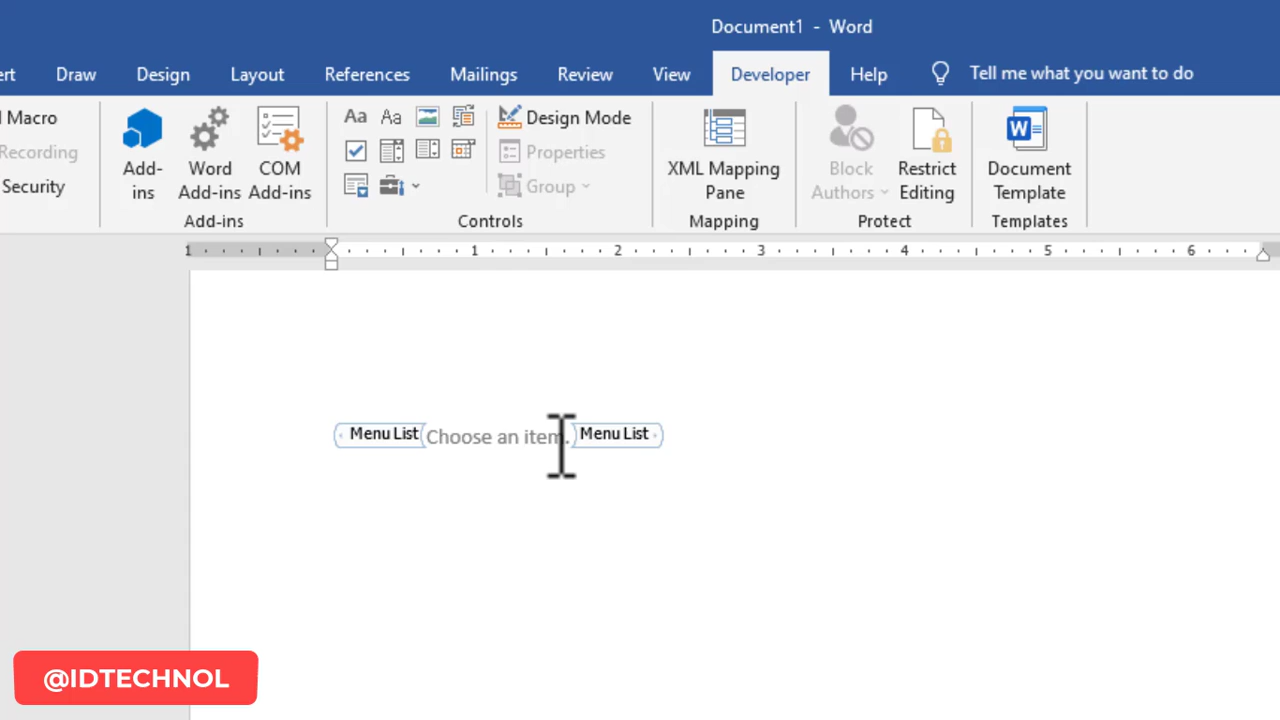 Document1 - Word
ert Draw Design Layout References Mailings Review View Developer Help Tell me what you want to do
l Macro
Recording
Security
Add-
ins
Word
Add-ins
COM
Add-ins
Add-ins
Aa Aa
Design Mode
Properties
Group
Controls
XML Mapping
Pane
Mapping
Block
Authors
Restrict
Editing
Protect
Document
Template
Templates
1 1 2 3 4 5 6
Menu List Choose an item. Menu List
@IDTECHNOL